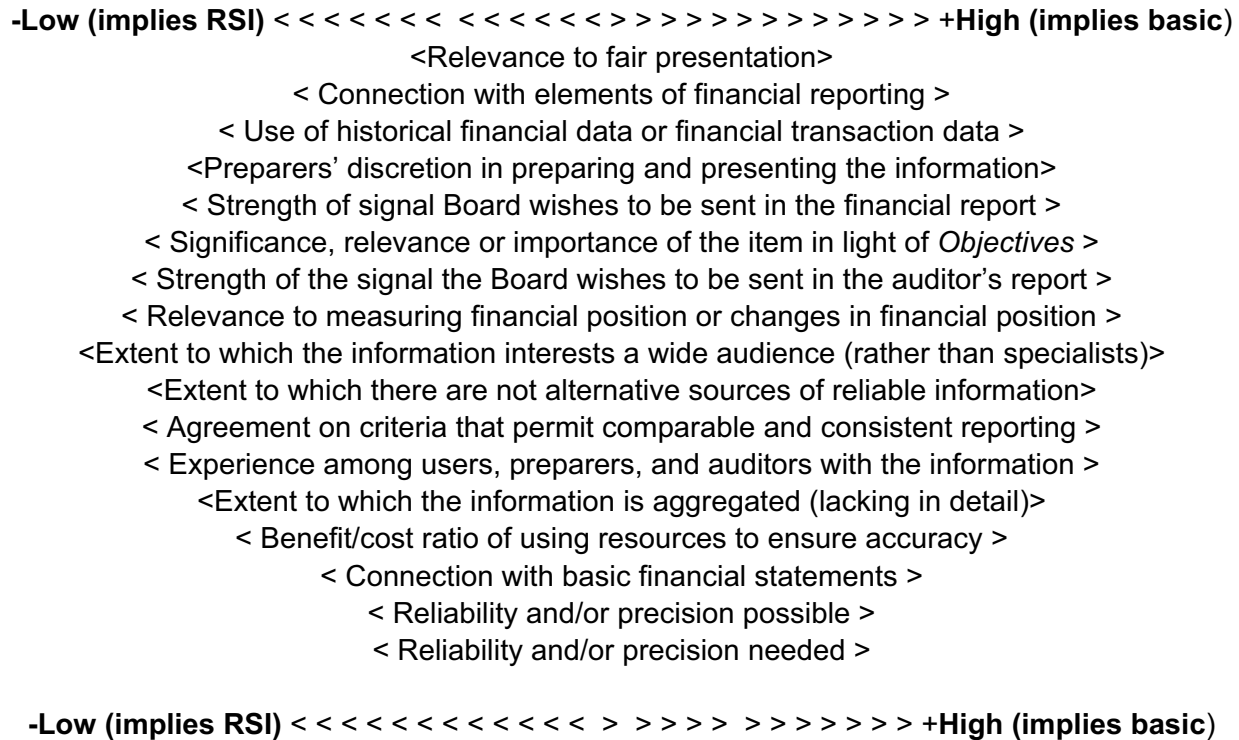 -Low (implies RSI) < < < < < < < < < < < < < > > > > > > > > > > > > > > > +High (implies basic)
<Relevance to fair presentation>
< Connection with elements of financial reporting >
< Use of historical financial data or financial transaction data >
<Preparers’ discretion in preparing and presenting the information>
< Strength of signal Board wishes to be sent in the financial report >
< Significance, relevance or importance of the item in light of Objectives >
< Strength of the signal the Board wishes to be sent in the auditor’s report >
< Relevance to measuring financial position or changes in financial position >
<Extent to which the information interests a wide audience (rather than specialists)>
<Extent to which there are not alternative sources of reliable information>
< Agreement on criteria that permit comparable and consistent reporting >
< Experience among users, preparers, and auditors with the information >
<Extent to which the information is aggregated (lacking in detail)>
< Benefit/cost ratio of using resources to ensure accuracy >
< Connection with basic financial statements >
< Reliability and/or precision possible >
< Reliability and/or precision needed >
-Low (implies RSI) < < < < < < < < < < < < > > > > > > > > > > > > +High (implies basic)